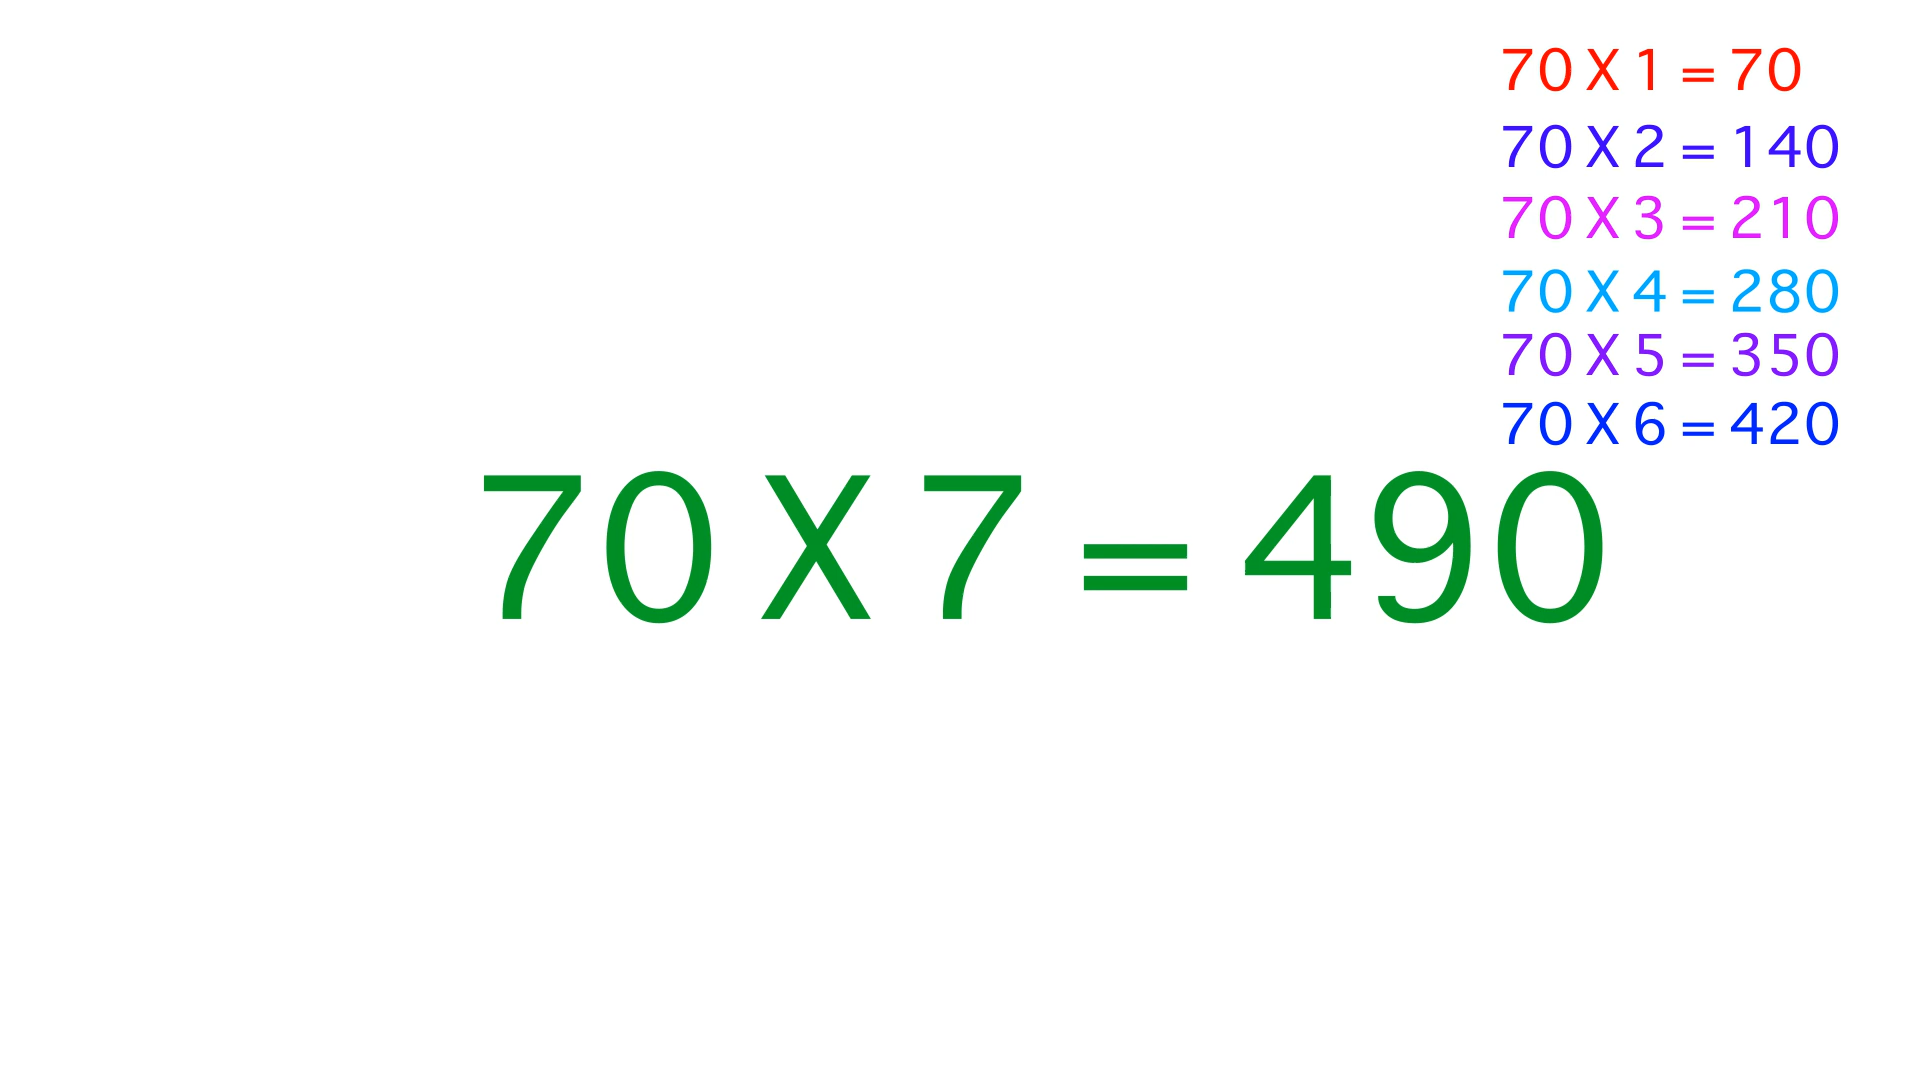 70 X 1 = 70
70 X 2 = 140
70 X 3 = 210
70 X 4 = 280
70 X 5 = 350
70 X 6 = 420
70 X 7 = 490